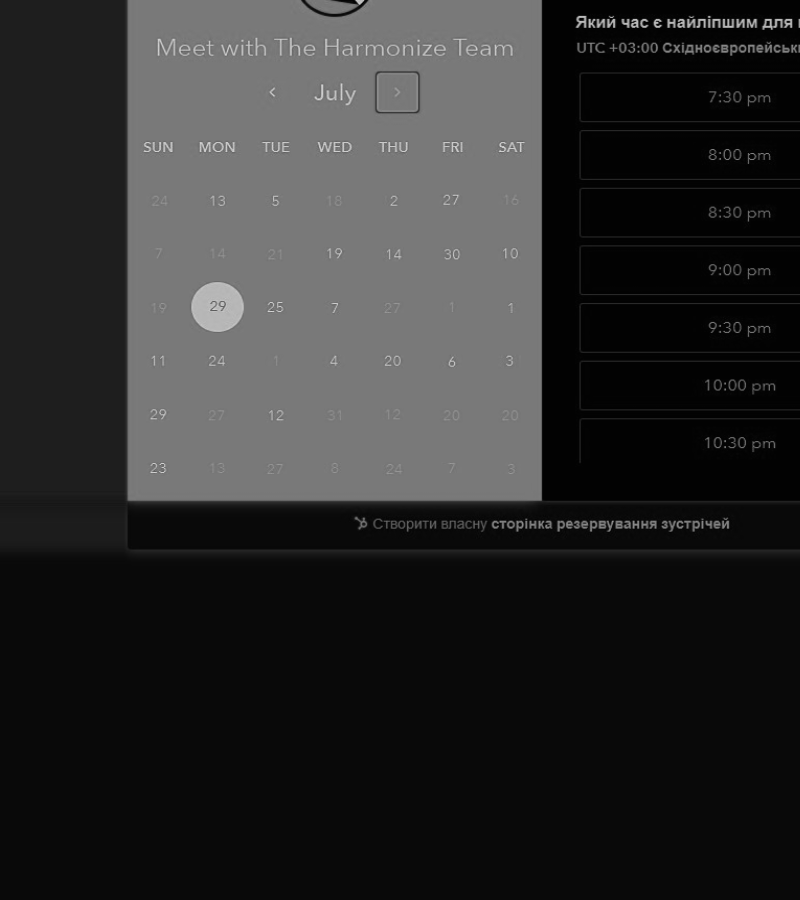 Meet with The Harmonize Team
July
SUN MON TUE WED THU FRI SAT
24 13 5 18 2 27 16
7 14 21 19 14 30 10
19 29 25 7 27 1 1
11 24 1 4 20 6 3
29 27 12 31 12 20 20
23 13 27 8 24 7 3
Який час є найліпшим для
UTC +03:00
7:30 pm
8:00 pm
8:30 pm
9:00 pm
9:30 pm
10:00 pm
10:30 pm
Створити власну сторінка резервування зустрічей